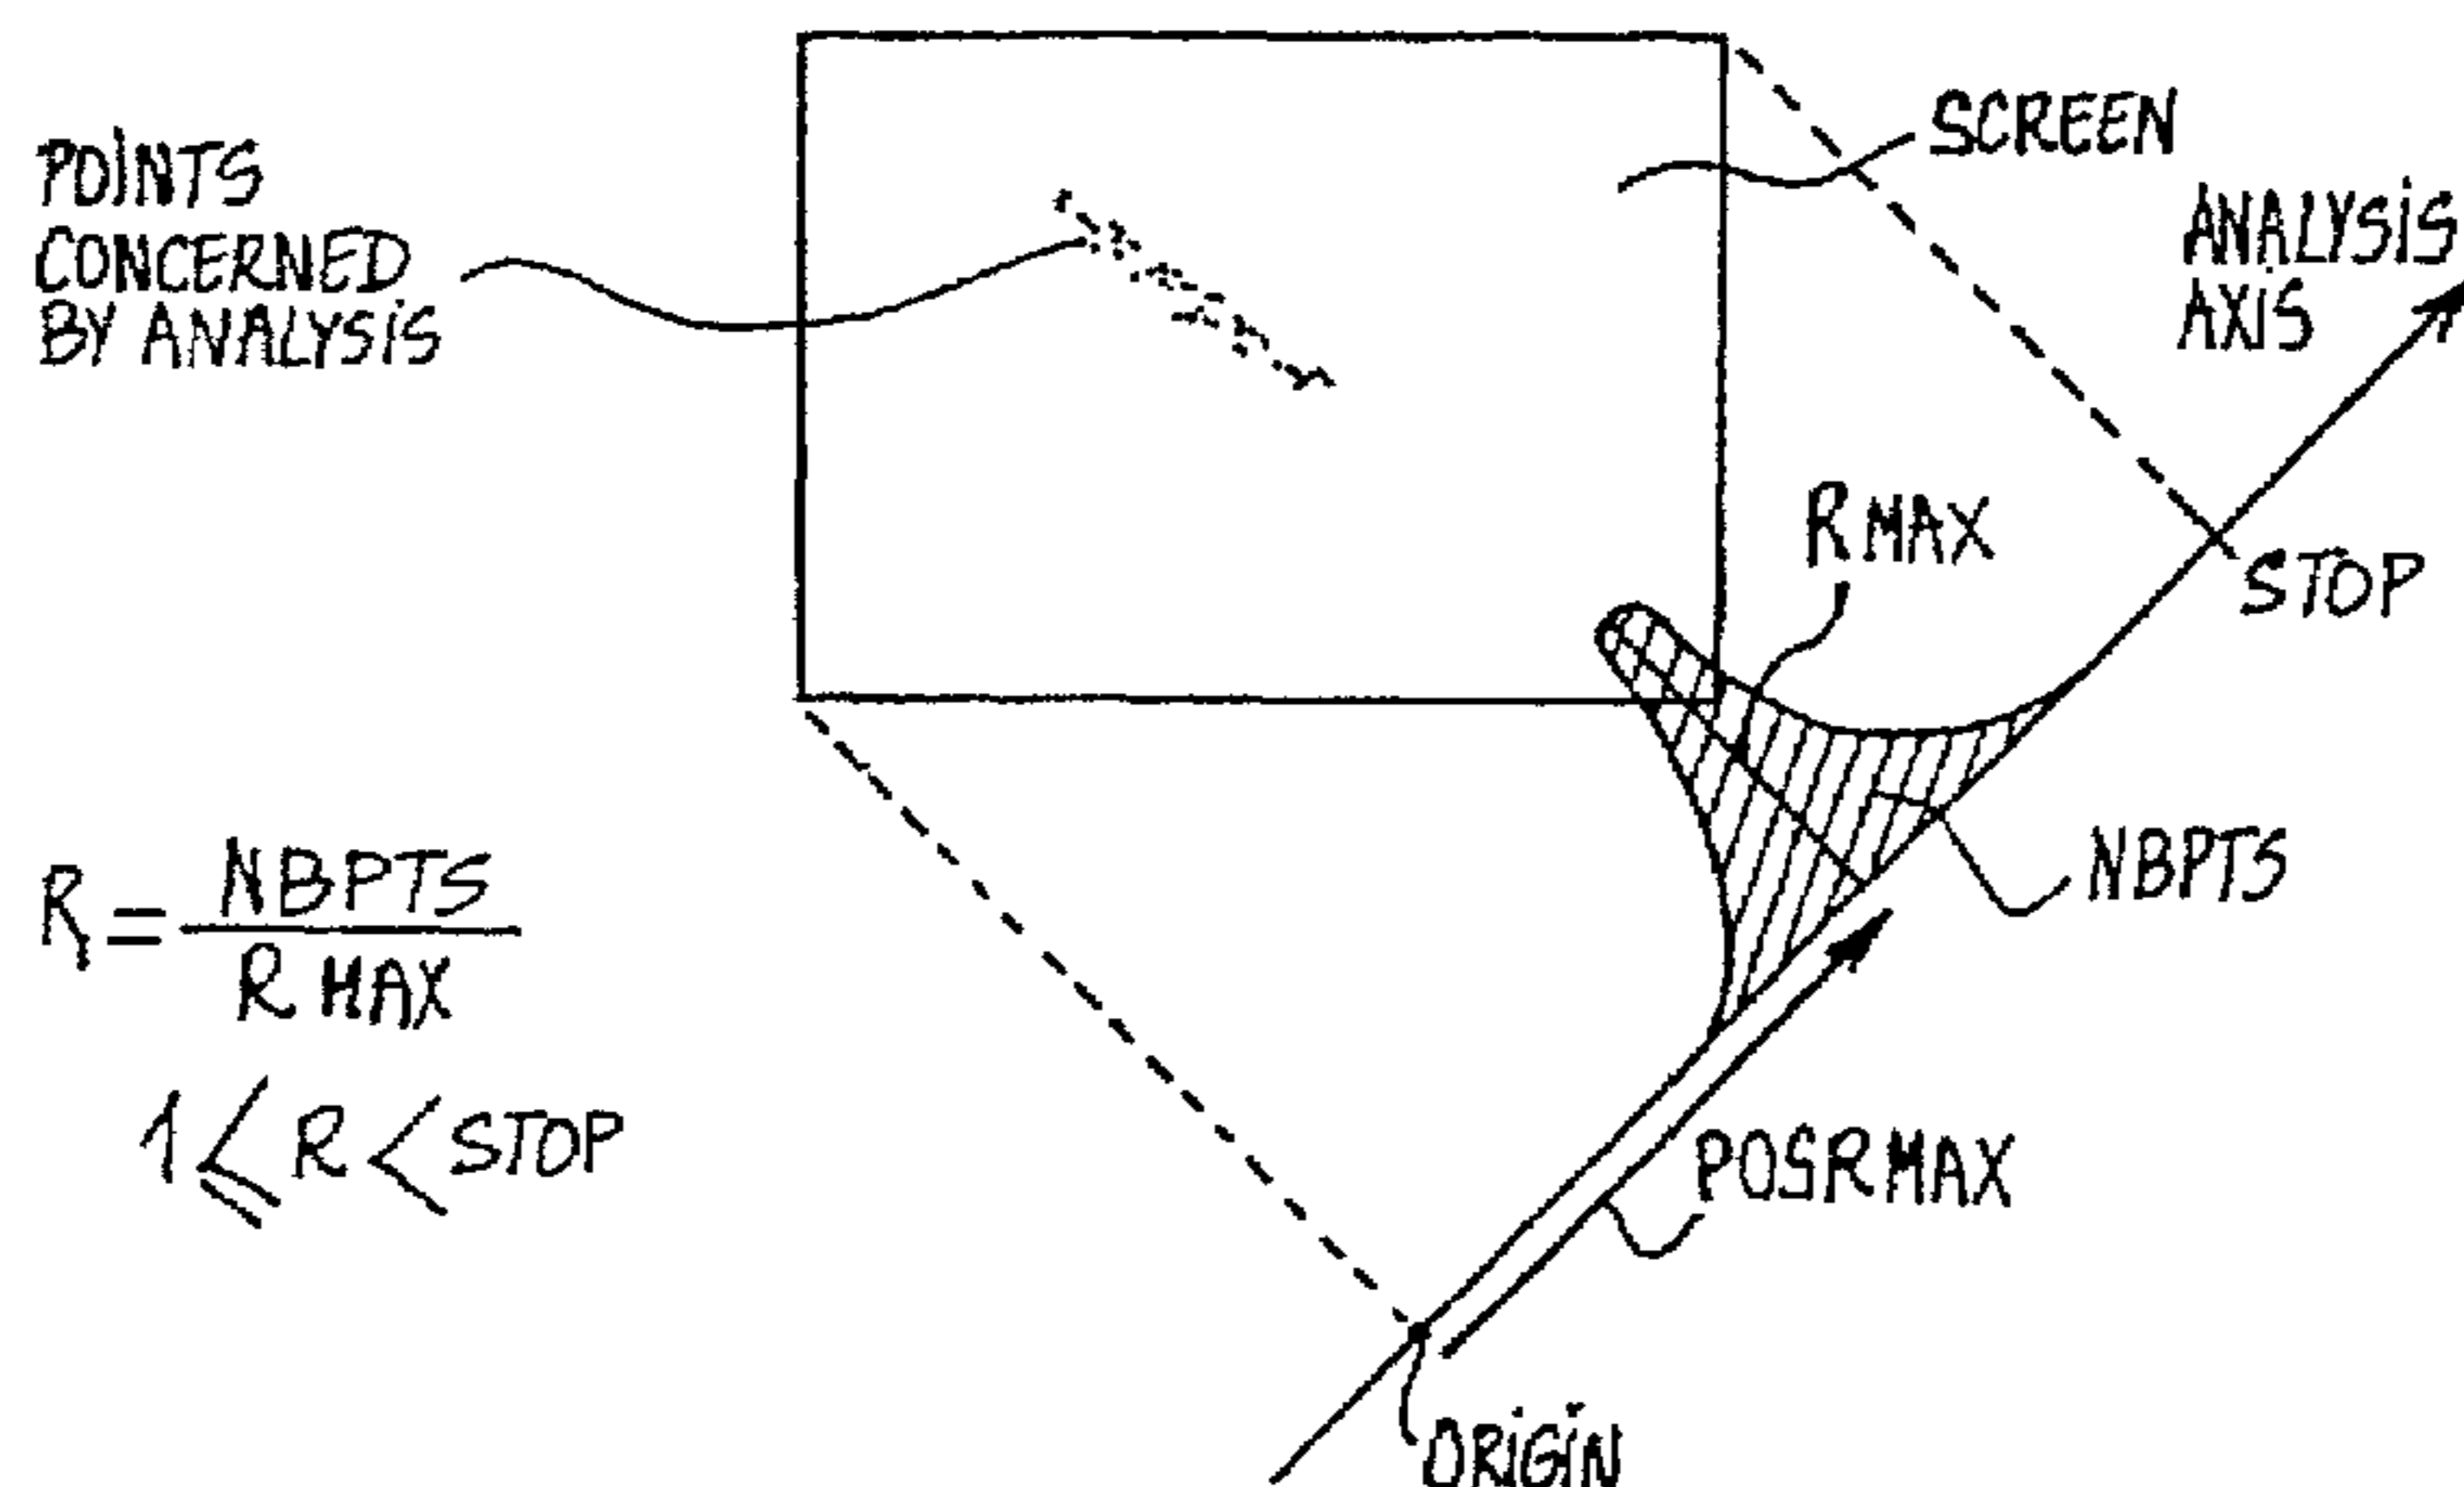 POINTS
CONCERNED
BY ANALYSIS
SCREEN
ANALYSIS
AXIS
RMAX
STOP
NBPTS
R = NBPTS
RMAX
1 ≤ R < STOP
POSRMAX
ORIGIN